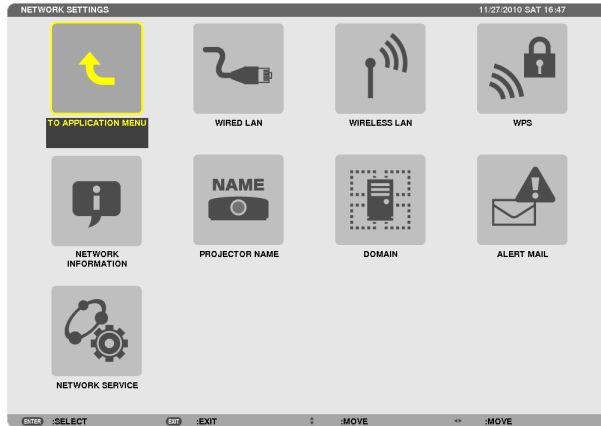 NETWORK SETTINGS 11/27/2010 SAT 16:47
TO APPLICATION MENU
WIRED LAN
WIRELESS LAN
WPS
NAME
NETWORK
INFORMATION
PROJECTOR NAME
DOMAIN
ALERT MAIL
NETWORK SERVICE
ENTER :SELECT EXIT :EXIT :MOVE :MOVE